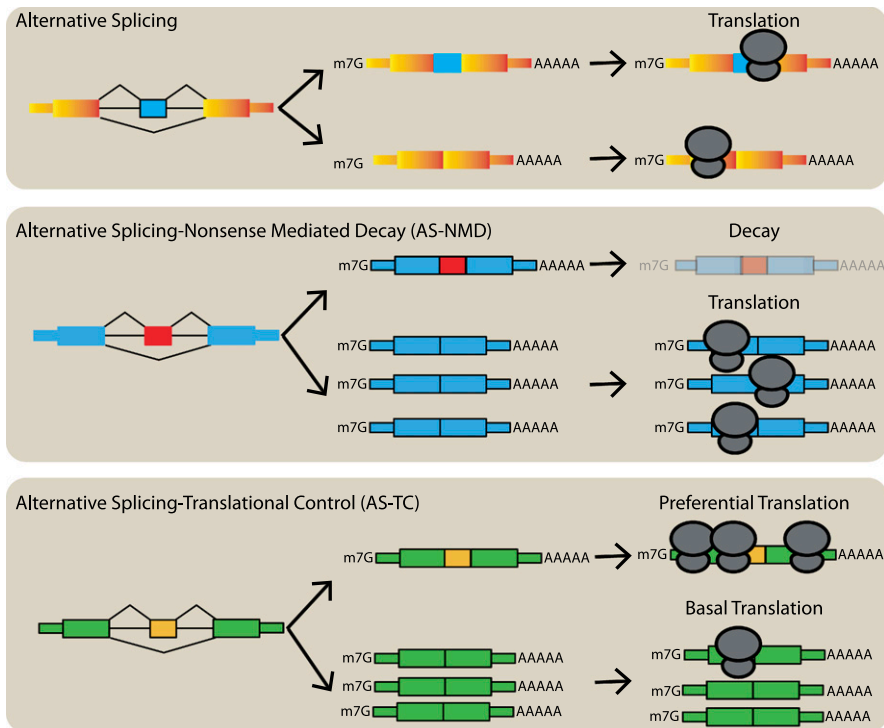 Alternative Splicing
Translation
m7G AAAAA
m7G AAAAA
m7G AAAAA
m7G AAAAA
Alternative Splicing-Nonsense Mediated Decay (AS-NMD)
Decay
m7G AAAAA
m7G AAAAA
Translation
m7G AAAAA
m7G AAAAA
m7G AAAAA
m7G AAAAA
m7G AAAAA
m7G AAAAA
Alternative Splicing-Translational Control (AS-TC)
Preferential Translation
m7G AAAAA
m7G AAAAA
Basal Translation
m7G AAAAA
m7G AAAAA
m7G AAAAA
m7G AAAAA
m7G AAAAA
m7G AAAAA